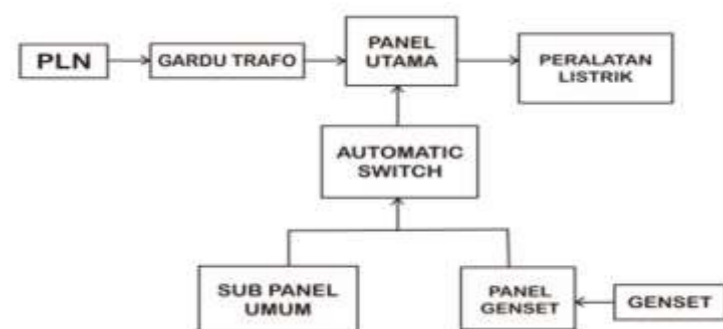 PLN
GARDU TRAFO
PANEL
UTAMA
PERALATAN
LISTRIK
AUTOMATIC
SWITCH
SUB PANEL
UMUM
PANEL
GENSET
GENSET